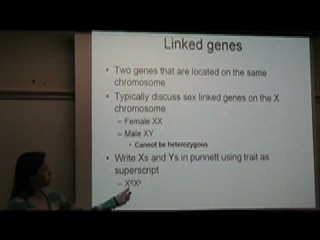 Linked genes
• Two genes that are located on the same
chromosome
• Typically discuss sex linked genes on the X
chromosome
– Female XX
– Male XY
• Cannot be heterozygous
• Write Xs and Ys in punnett using trait as
superscript